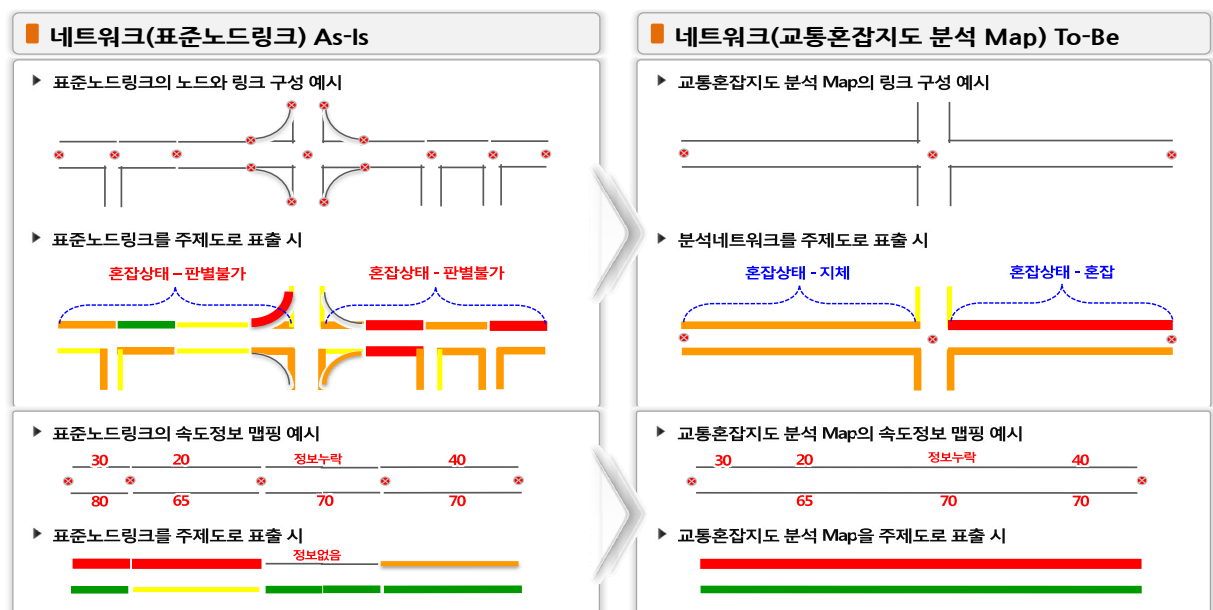 네트워크(표준노드링크) As-Is
표준노드링크의 노드와 링크 구성 예시
표준노드링크를 주제도로 표출 시
혼잡상태 – 판별불가
혼잡상태 - 판별불가
표준노드링크의 속도정보 맵핑 예시
30
20
정보누락
40
80
65
70
70
표준노드링크를 주제도로 표출 시
정보없음
네트워크(교통혼잡지도 분석 Map) To-Be
교통혼잡지도 분석 Map의 링크 구성 예시
분석네트워크를 주제도로 표출 시
혼잡상태 - 지체
혼잡상태 - 혼잡
교통혼잡지도 분석 Map의 속도정보 맵핑 예시
30
20
정보누락
40
65
70
70
교통혼잡지도 분석 Map을 주제도로 표출 시